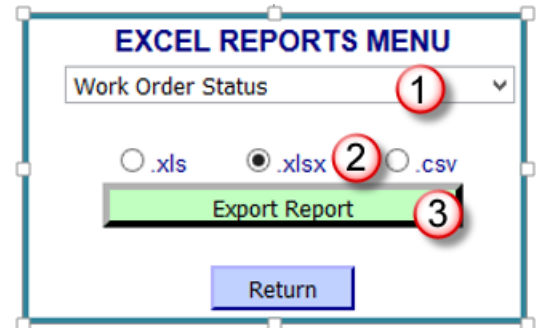 EXCEL REPORTS MENU
Work Order Status 1
.xls .xlsx 2 .csv
Export Report 3
Return